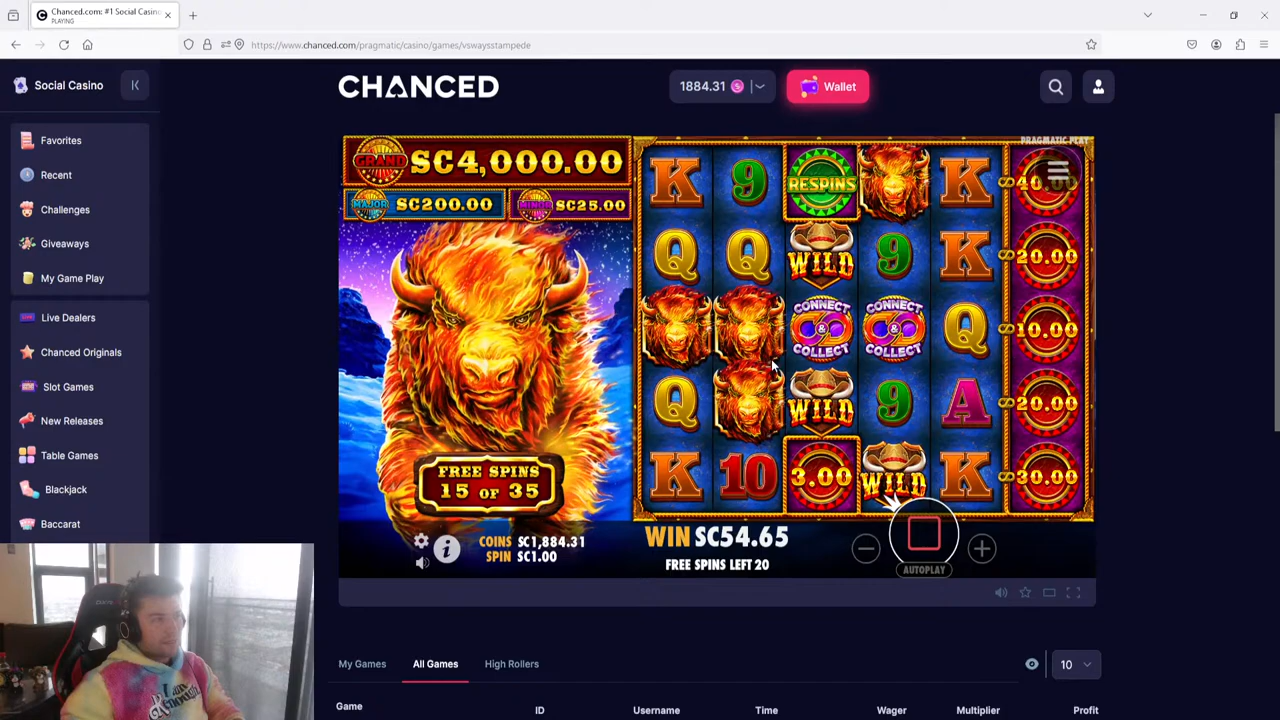 Chanced.com: #1 Social Casino
PLAYING
https://www.chanced.com/pragmatic/casino/games/vswaysstampede
Social Casino
CHANCED
1884.31
Wallet
Favorites
Recent
Challenges
Giveaways
My Game Play
Live Dealers
Chanced Originals
Slot Games
New Releases
Table Games
Blackjack
Baccarat
GRAND SC4,000.00
MAJOR SC200.00
MINOR SC25.00
PRAGMATIC PLAY
K 9 RESPINS K 40.00
Q Q WILD 9 K 20.00
CONNECT & COLLECT CONNECT & COLLECT Q 10.00
Q WILD 9 A 20.00
K 10 3.00 WILD K 30.00
FREE SPINS
15 OF 35
COINS SC1,884.31
SPIN SC1.00
WIN SC54.65
FREE SPINS LEFT 20
AUTOPLAY
My Games
All Games
High Rollers
10
Game
ID
Username
Time
Wager
Multiplier
Profit